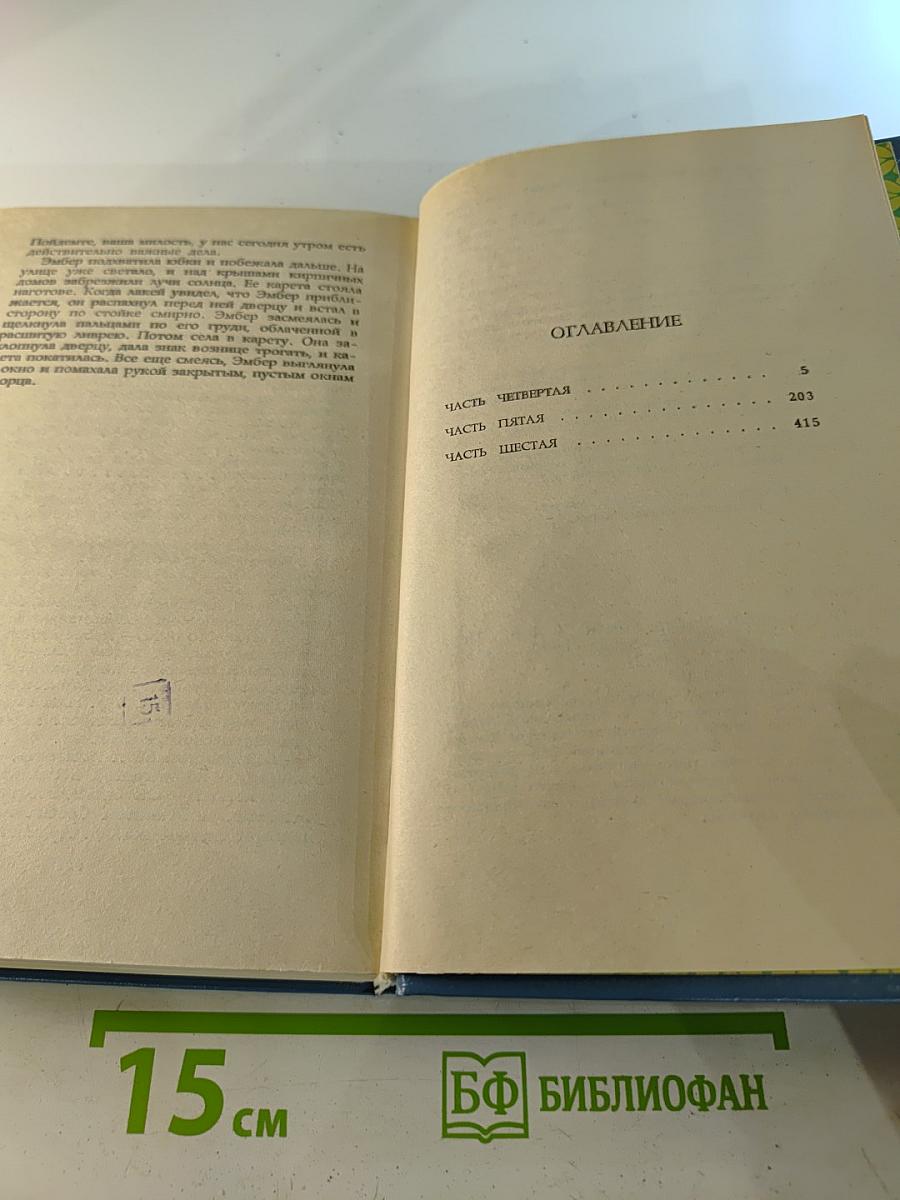 Пойдемте, ваша милость, у нас сегодня утром есть
действительно важные дела.
Эмбер подхватила юбки и побежала дальше. На
улице уже светало, и над крышами кирпичных
домов забрезжили лучи солнца. Ее карета стояла
наготове. Когда лакей увидел, что Эмбер прибли-
жается, он распахнул перед ней дверцу и встал в
сторону по стойке смирно. Эмбер засмеялась и
щелкнула пальцами по его груди, облаченной в
расшитую ливрею. Потом села в карету. Она за-
лопнула дверцу, дала знак вознице трогать, и ка-
ета покатилась. Все еще смеясь, Эмбер выглянула
окно и помахала рукой закрытым, пустым окнам
орца.
15
ОГЛАВЛЕНИЕ
ЧАСТЬ ЧЕТВЕРТАЯ . . . . . . . . . . . . . 5
ЧАСТЬ ПЯТАЯ . . . . . . . . . . . . . . . 203
ЧАСТЬ ШЕСТАЯ . . . . . . . . . . . . . . 415
15 см
БФ БИБЛИОФАН